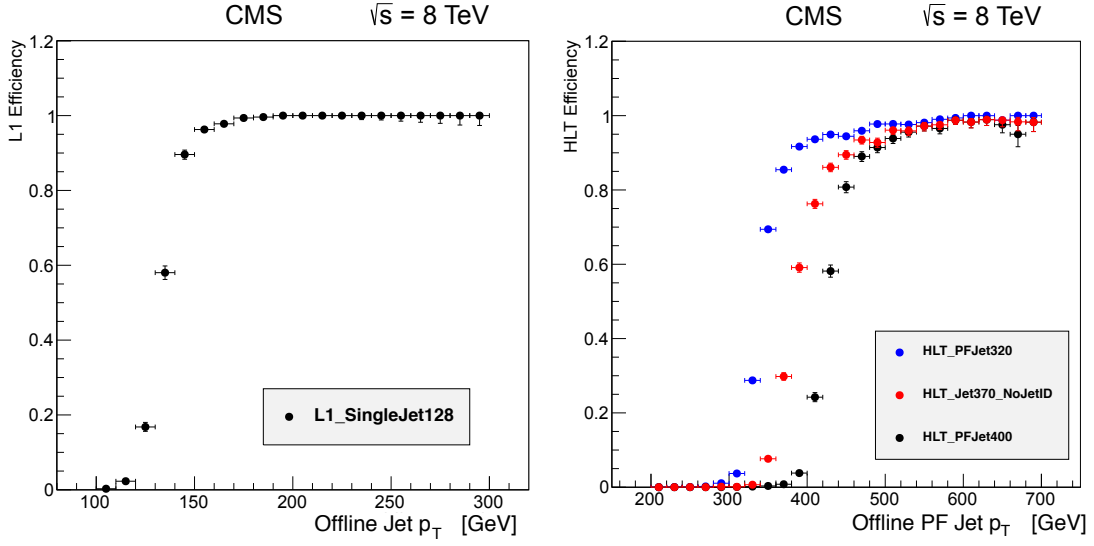 CMS √s = 8 TeV
L1 Efficiency
1.2
1
0.8
0.6
0.4
0.2
0
L1_SingleJet128
100 150 200 250 300
Offline Jet p_T [GeV]
CMS √s = 8 TeV
HLT Efficiency
1.2
1
0.8
0.6
0.4
0.2
0
HLT_PFJet320
HLT_Jet370_NoJetID
HLT_PFJet400
200 300 400 500 600 700
Offline PF Jet p_T [GeV]